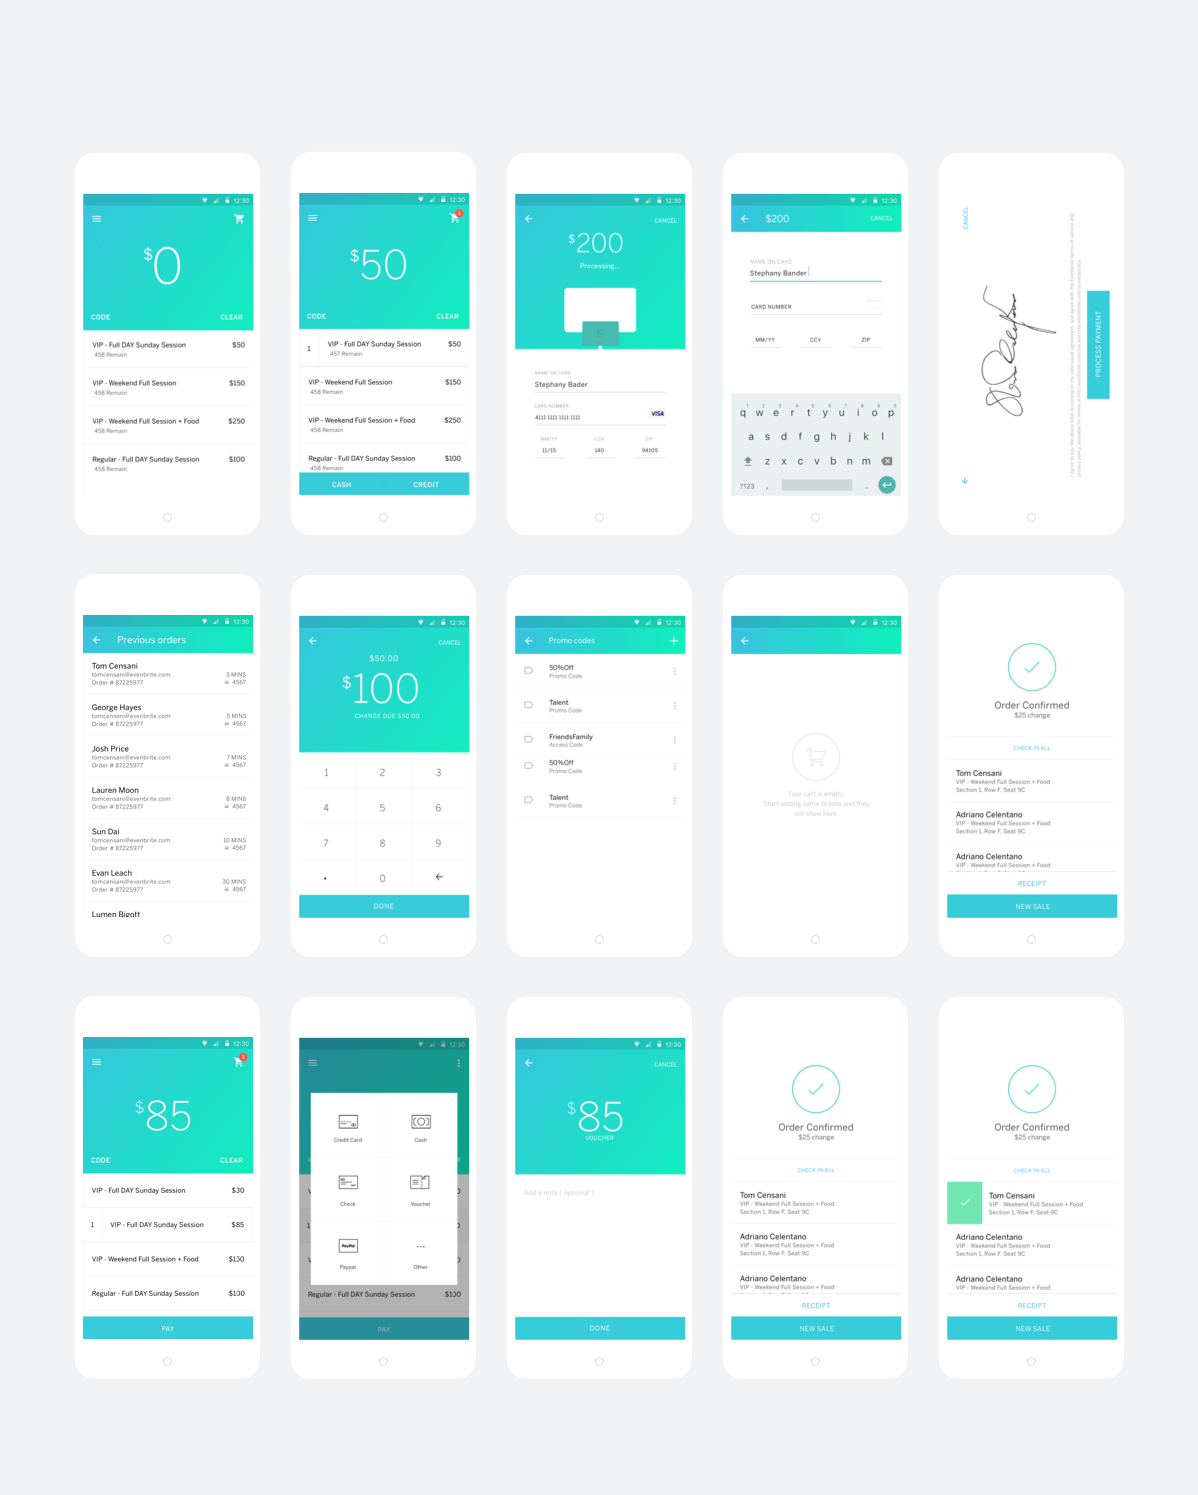 12:30
$0
CODE CLEAR
VIP - Full DAY Sunday Session $50
458 Remain
VIP - Weekend Full Session $150
458 Remain
VIP - Weekend Full Session + Food $250
458 Remain
Regular - Full DAY Sunday Session $100
458 Remain
12:30
1
$50
CODE CLEAR
1 VIP - Full DAY Sunday Session $50
457 Remain
VIP - Weekend Full Session $150
458 Remain
VIP - Weekend Full Session + Food $250
458 Remain
Regular - Full DAY Sunday Session $100
458 Remain
CASH CREDIT
12:30
CANCEL
$200
Processing...
NAME ON CARD
Stephany Bader
CARD NUMBER
4111 1111 1111 1111 VISA
MM/YY CCV ZIP
11/15 140 94105
12:30
$200 CANCEL
NAME ON CARD
Stephany Bander
CARD NUMBER
MM/YY CCV ZIP
1 2 3 4 5 6 7 8 9 0
q w e r t y u i o p
a s d f g h j k l
z x c v b n m
?123 , .
CANCEL
PROCESS PAYMENT
12:30
Previous orders
Tom Censani
tomcensani@evenbrite.com 3 MINS
Order # 87225977 4567
George Hayes
tomcensani@evenbrite.com 5 MINS
Order # 87225977 4567
Josh Price
tomcensani@evenbrite.com 7 MINS
Order # 87225977 4567
Lauren Moon
tomcensani@evenbrite.com 8 MINS
Order # 87225977 4567
Sun Dai
tomcensani@evenbrite.com 10 MINS
Order # 87225977 4567
Evan Leach
tomcensani@evenbrite.com 30 MINS
Order # 87225977 4567
Lumen Bigott
12:30
CANCEL
$50.00
$100
CHANGE DUE $50.00
1 2 3
4 5 6
7 8 9
. 0
DONE
12:30
Promo codes
50%Off
Promo Code
Talent
Promo Code
FriendsFamily
Access Code
50%Off
Promo Code
Talent
Promo Code
12:30
Your cart is empty.
Start adding some tickets and they
will show here.
Order Confirmed
$25 change
CHECK IN ALL
Tom Censani
VIP - Weekend Full Session + Food
Section 1, Row F, Seat 9C
Adriano Celentano
VIP - Weekend Full Session + Food
Section 1, Row F, Seat 9C
Adriano Celentano
VIP - Weekend Full Session + Food
RECEIPT
NEW SALE
12:30
1
$85
CODE CLEAR
VIP - Full DAY Sunday Session $30
1 VIP - Full DAY Sunday Session $85
VIP - Weekend Full Session + Food $150
Regular - Full DAY Sunday Session $100
PAY
12:30
Credit Card Cash
Check Voucher
PayPal
Paypal Other
Regular - Full DAY Sunday Session $100
PAY
12:30
CANCEL
$85
VOUCHER
Add a note ( optional )
DONE
Order Confirmed
$25 change
CHECK IN ALL
Tom Censani
VIP - Weekend Full Session + Food
Section 1, Row F, Seat 9C
Adriano Celentano
VIP - Weekend Full Session + Food
Section 1, Row F, Seat 9C
Adriano Celentano
VIP - Weekend Full Session + Food
RECEIPT
NEW SALE
Order Confirmed
$25 change
CHECK IN ALL
Tom Censani
VIP - Weekend Full Session + Food
Section 1, Row F, Seat 9C
Adriano Celentano
VIP - Weekend Full Session + Food
Section 1, Row F, Seat 9C
Adriano Celentano
VIP - Weekend Full Session + Food
RECEIPT
NEW SALE